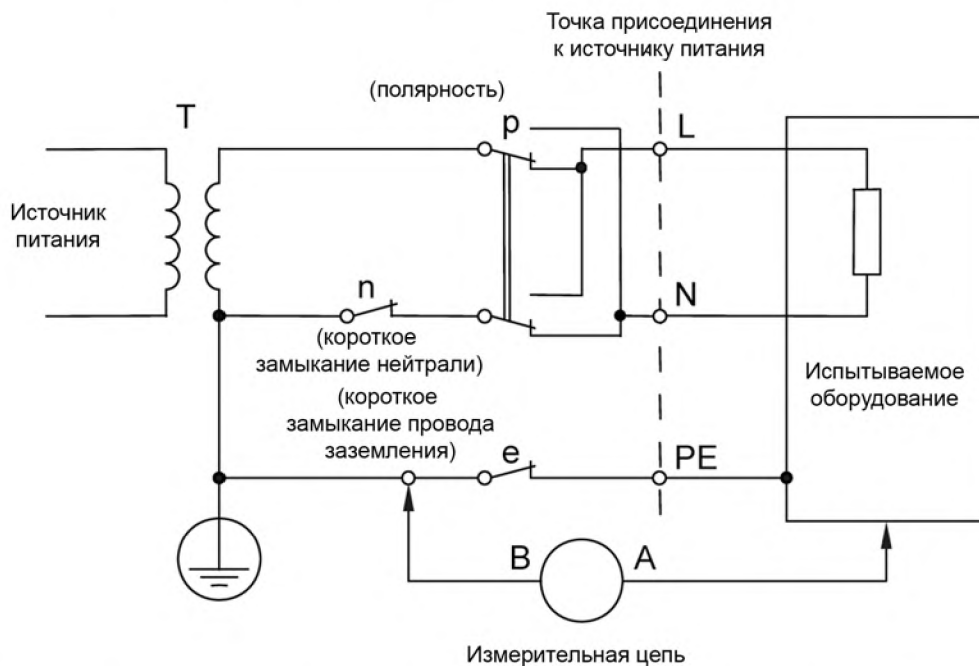 Точка присоединения
к источнику питания
(полярность)
T
p
L
Источник
питания
n
N
(короткое
замыкание нейтрали)
(короткое
замыкание провода
заземления)
Испытываемое
оборудование
e
PE
B
A
Измерительная цепь